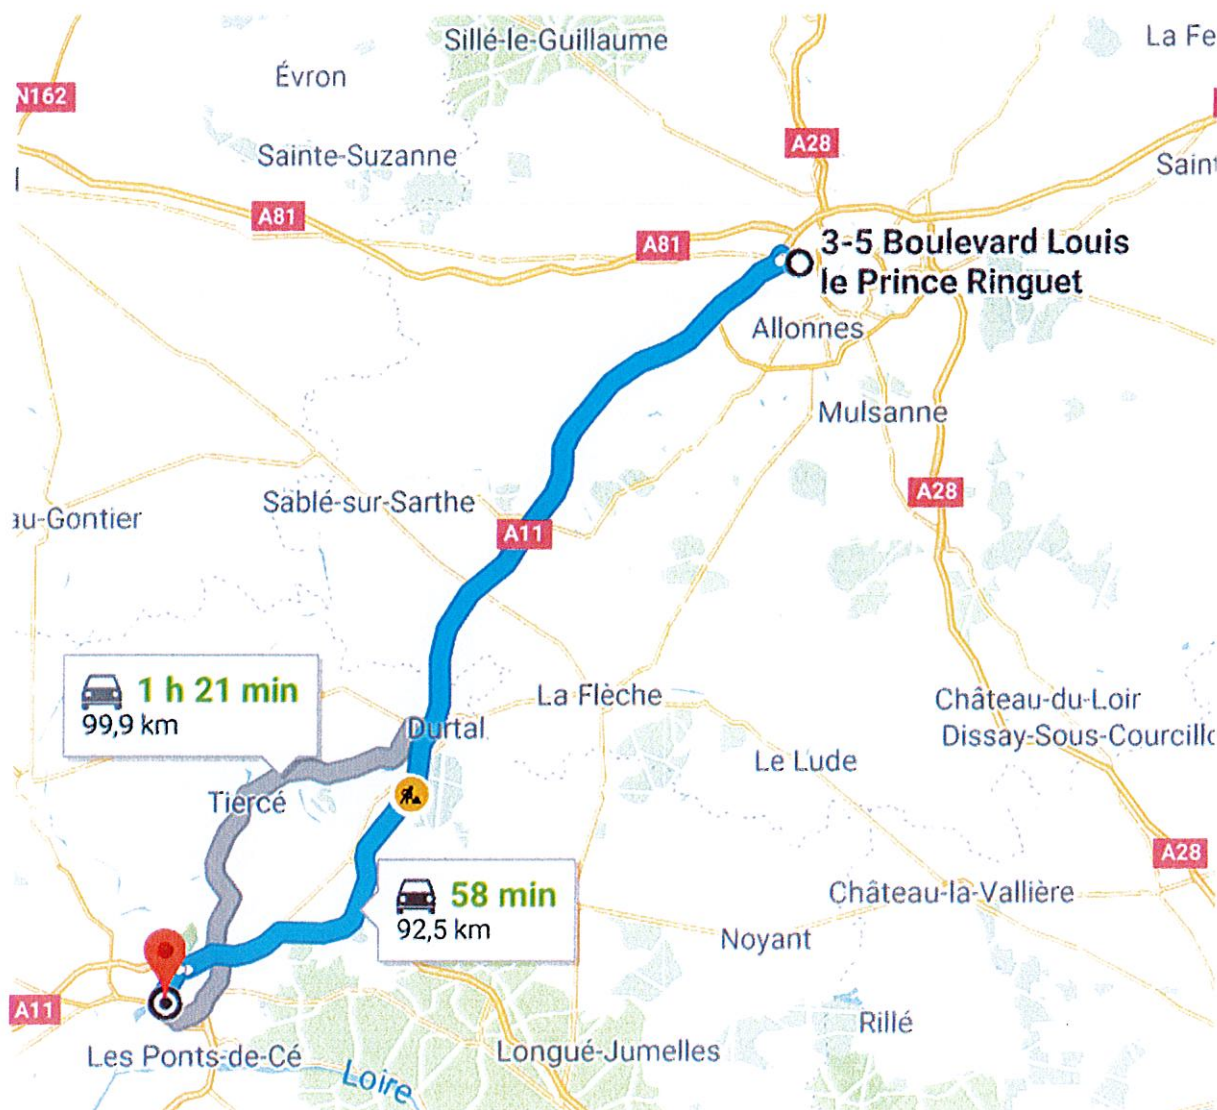 Sillé-le-Guillaume
La Fe
Évron
N162
A28
Sainte-Suzanne
Saint
A81
A81
3-5 Boulevard Louis
le Prince Ringuet
Allonnes
Mulsanne
Sablé-sur-Sarthe
A28
au-Gontier
A11
1 h 21 min
99,9 km
La Flèche
Château-du-Loir
Durtal
Dissay-Sous-Courcillo
Le Lude
Tiercé
A28
58 min
92,5 km
Château-la-Vallière
Noyant
A11
Rillé
Les Ponts-de-Cé
Longué-Jumelles
Loire